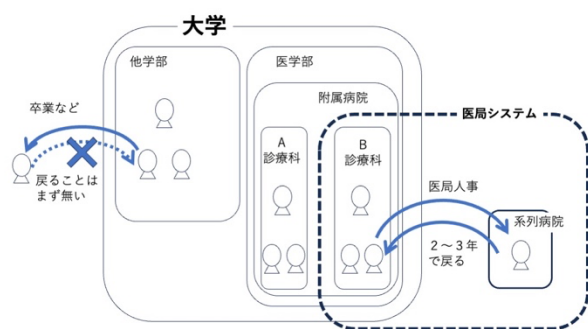 大学
他学部
医学部
附属病院
医局システム
卒業など
戻ることは
まず無い
A
診療科
B
診療科
医局人事
系列病院
２～３年
で戻る